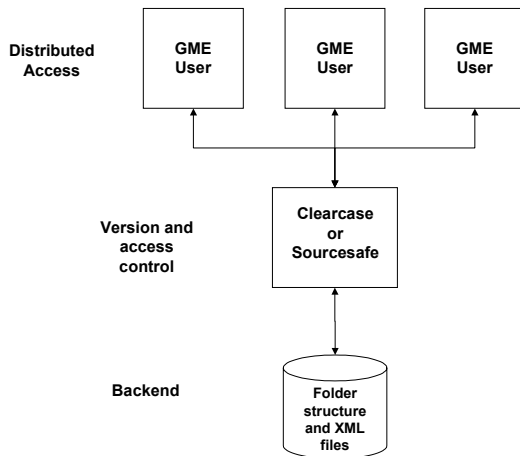 Distributed
Access
GME
User
GME
User
GME
User
Version and
access
control
Clearcase
or
Sourcesafe
Backend
Folder
structure
and XML
files